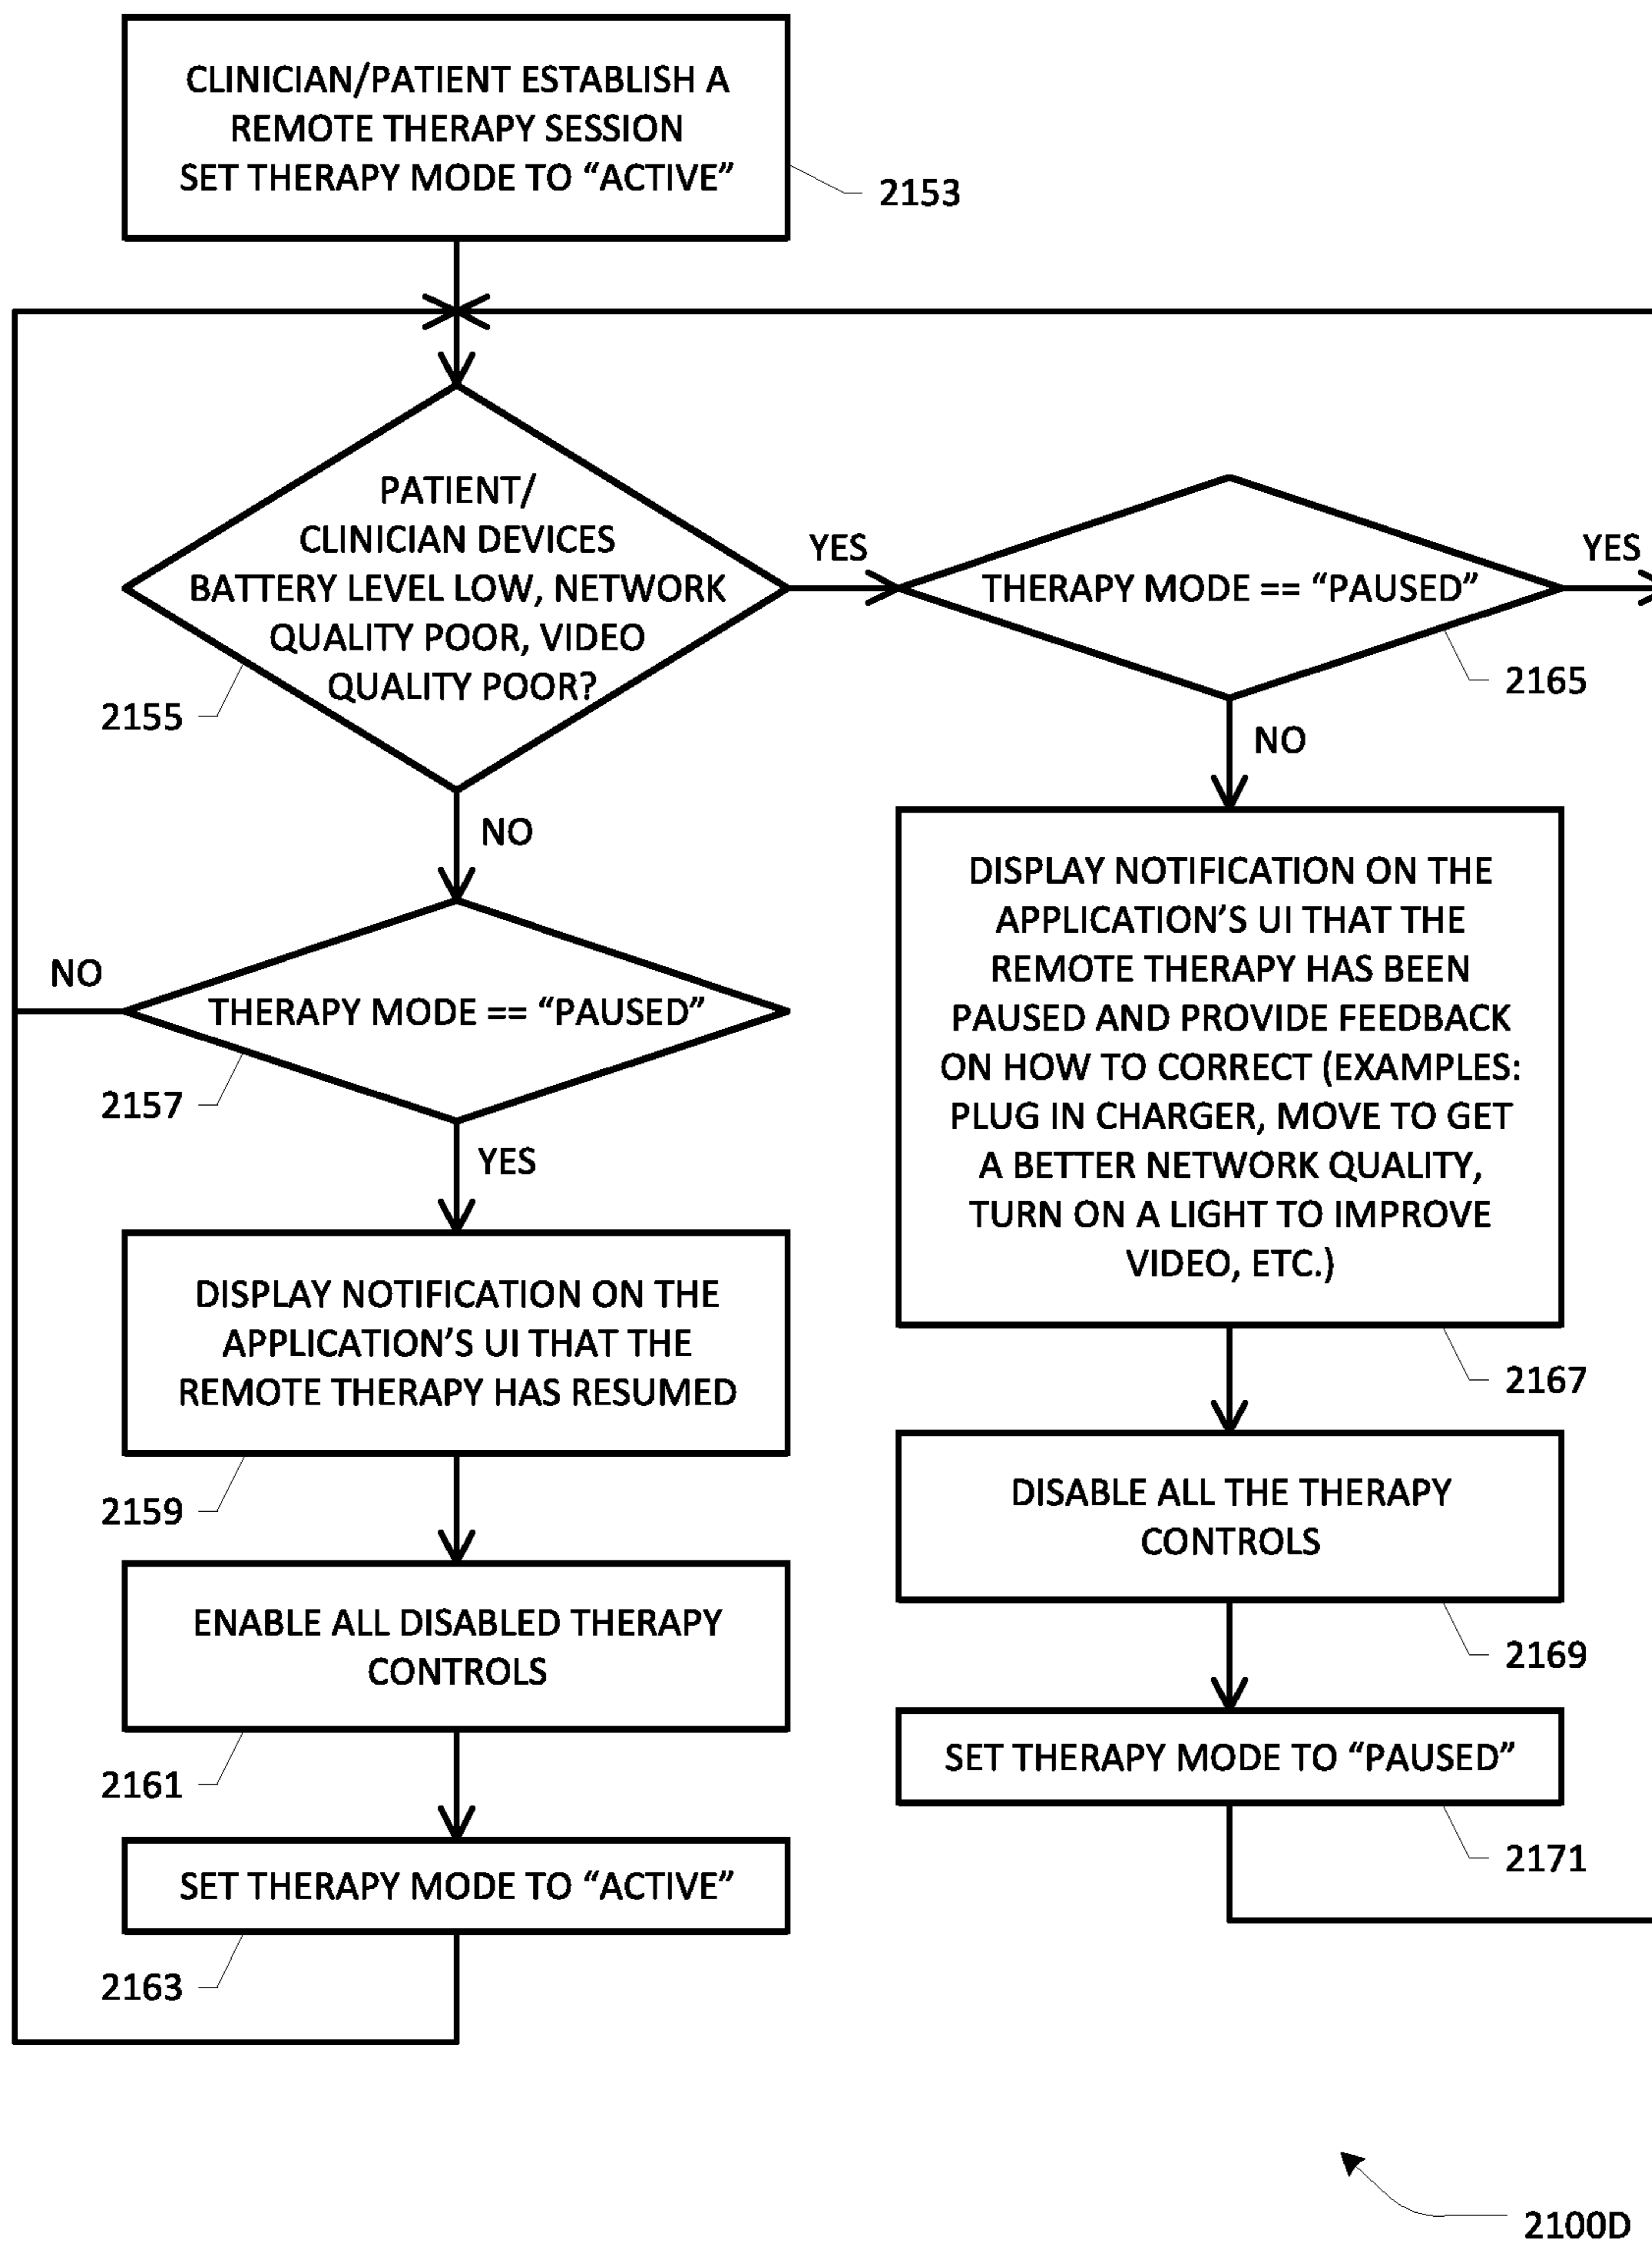 CLINICIAN/PATIENT ESTABLISH A
REMOTE THERAPY SESSION
SET THERAPY MODE TO “ACTIVE”
2153
PATIENT/
CLINICIAN DEVICES
BATTERY LEVEL LOW, NETWORK
QUALITY POOR, VIDEO
QUALITY POOR?
2155
YES
NO
THERAPY MODE == “PAUSED”
2157
NO
YES
DISPLAY NOTIFICATION ON THE
APPLICATION’S UI THAT THE
REMOTE THERAPY HAS RESUMED
2159
ENABLE ALL DISABLED THERAPY
CONTROLS
2161
SET THERAPY MODE TO “ACTIVE”
2163
THERAPY MODE == “PAUSED”
2165
YES
NO
DISPLAY NOTIFICATION ON THE
APPLICATION’S UI THAT THE
REMOTE THERAPY HAS BEEN
PAUSED AND PROVIDE FEEDBACK
ON HOW TO CORRECT (EXAMPLES:
PLUG IN CHARGER, MOVE TO GET
A BETTER NETWORK QUALITY,
TURN ON A LIGHT TO IMPROVE
VIDEO, ETC.)
2167
DISABLE ALL THE THERAPY
CONTROLS
2169
SET THERAPY MODE TO “PAUSED”
2171
2100D